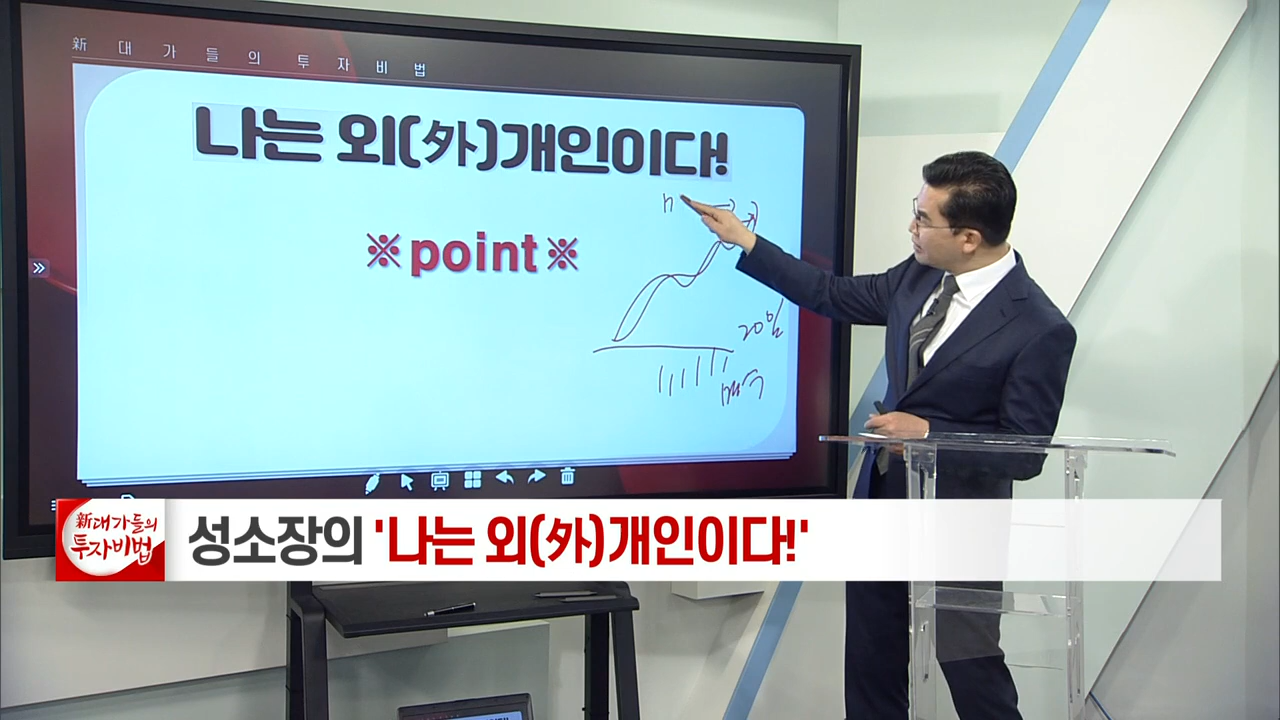 新 대 가 들 의 투 자 비 법
나는 외(外)개인이다!
※point※
20일
新대가들의
투자비법
성소장의 '나는 외(外)개인이다!'